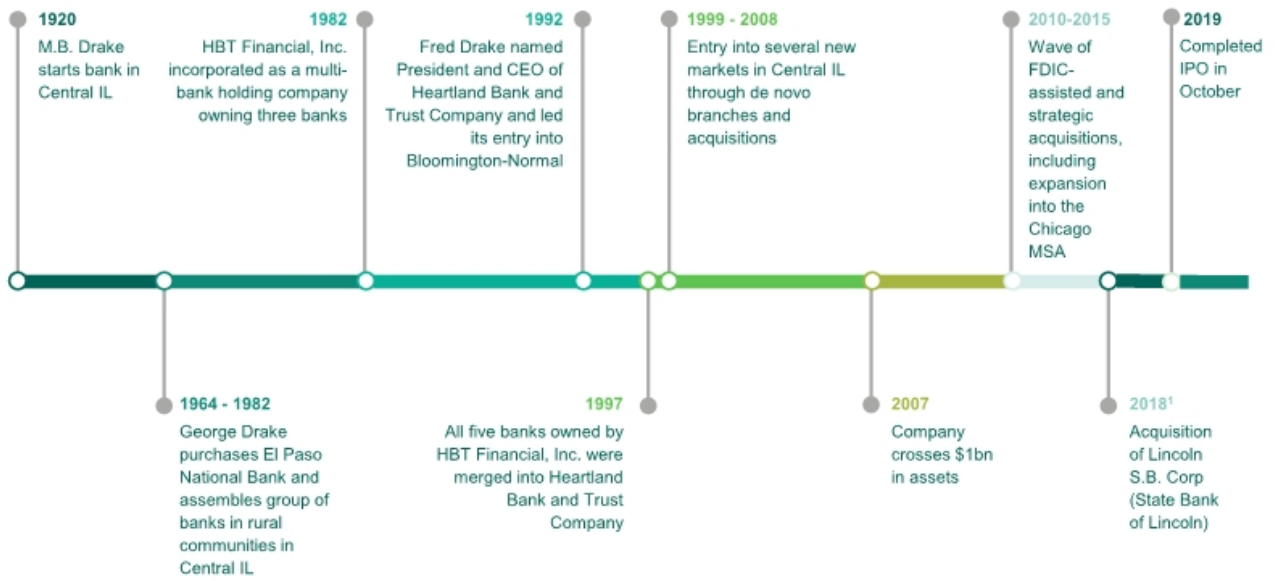 1920
M.B. Drake
starts bank in
Central IL
1982
HBT Financial, Inc.
incorporated as a multi-
bank holding company
owning three banks
1992
Fred Drake named
President and CEO of
Heartland Bank and
Trust Company and led
its entry into
Bloomington-Normal
1999 - 2008
Entry into several new
markets in Central IL
through de novo
branches and
acquisitions
2010-2015
Wave of
FDIC-
assisted and
strategic
acquisitions,
including
expansion
into the
Chicago
MSA
2019
Completed
IPO in
October
1964 - 1982
George Drake
purchases El Paso
National Bank and
assembles group of
banks in rural
communities in
Central IL
1997
All five banks owned by
HBT Financial, Inc. were
merged into Heartland
Bank and Trust
Company
2007
Company
crosses $1bn
in assets
2018¹
Acquisition
of Lincoln
S.B. Corp
(State Bank
of Lincoln)